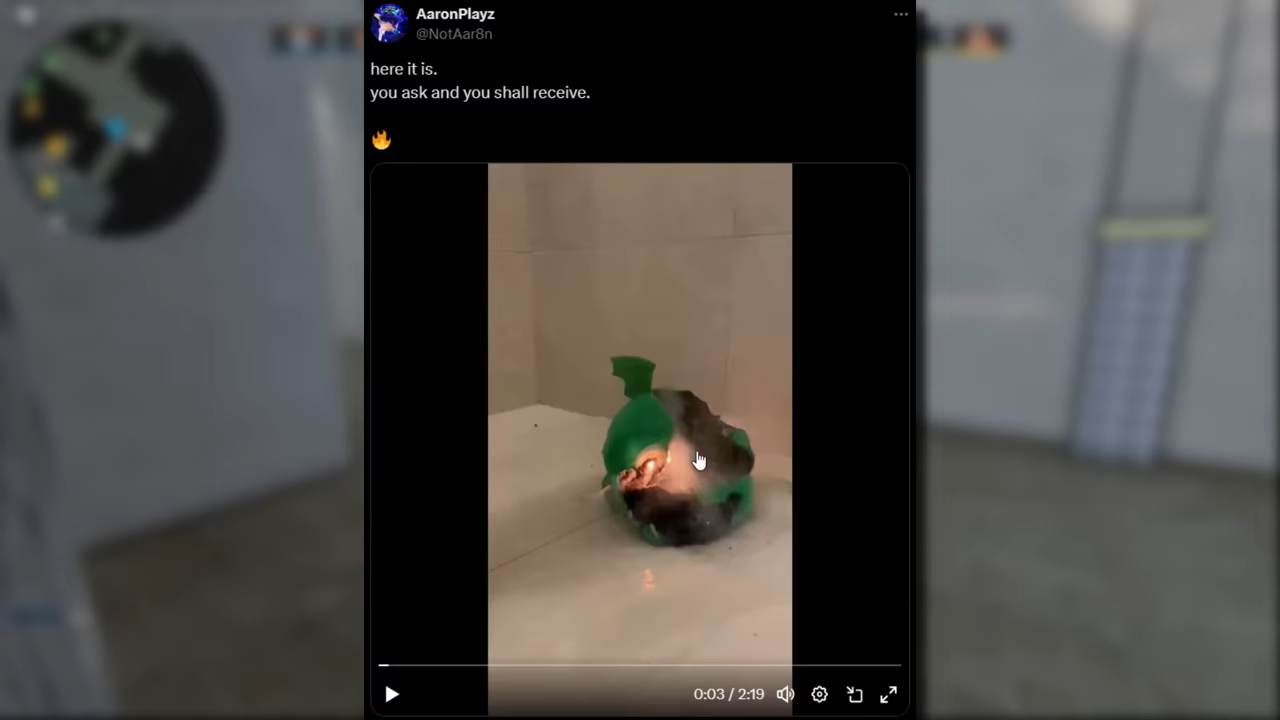 AaronPlayz
@NotAar8n
here it is.
you ask and you shall receive.
0:03 / 2:19